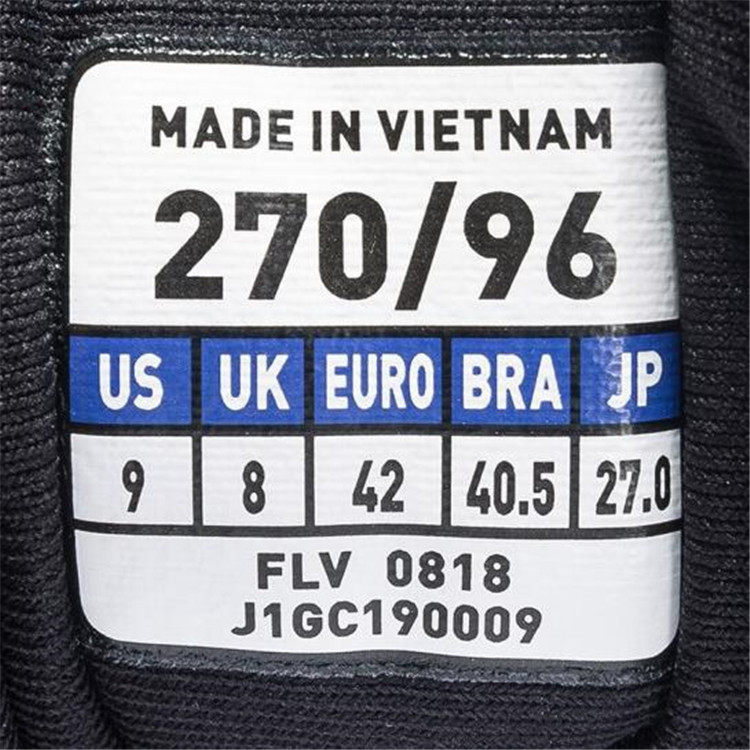 MADE IN VIETNAM
270/96
US UK EURO BRA JP
9 8 42 40.5 27.0
FLV 0818
J1GC190009